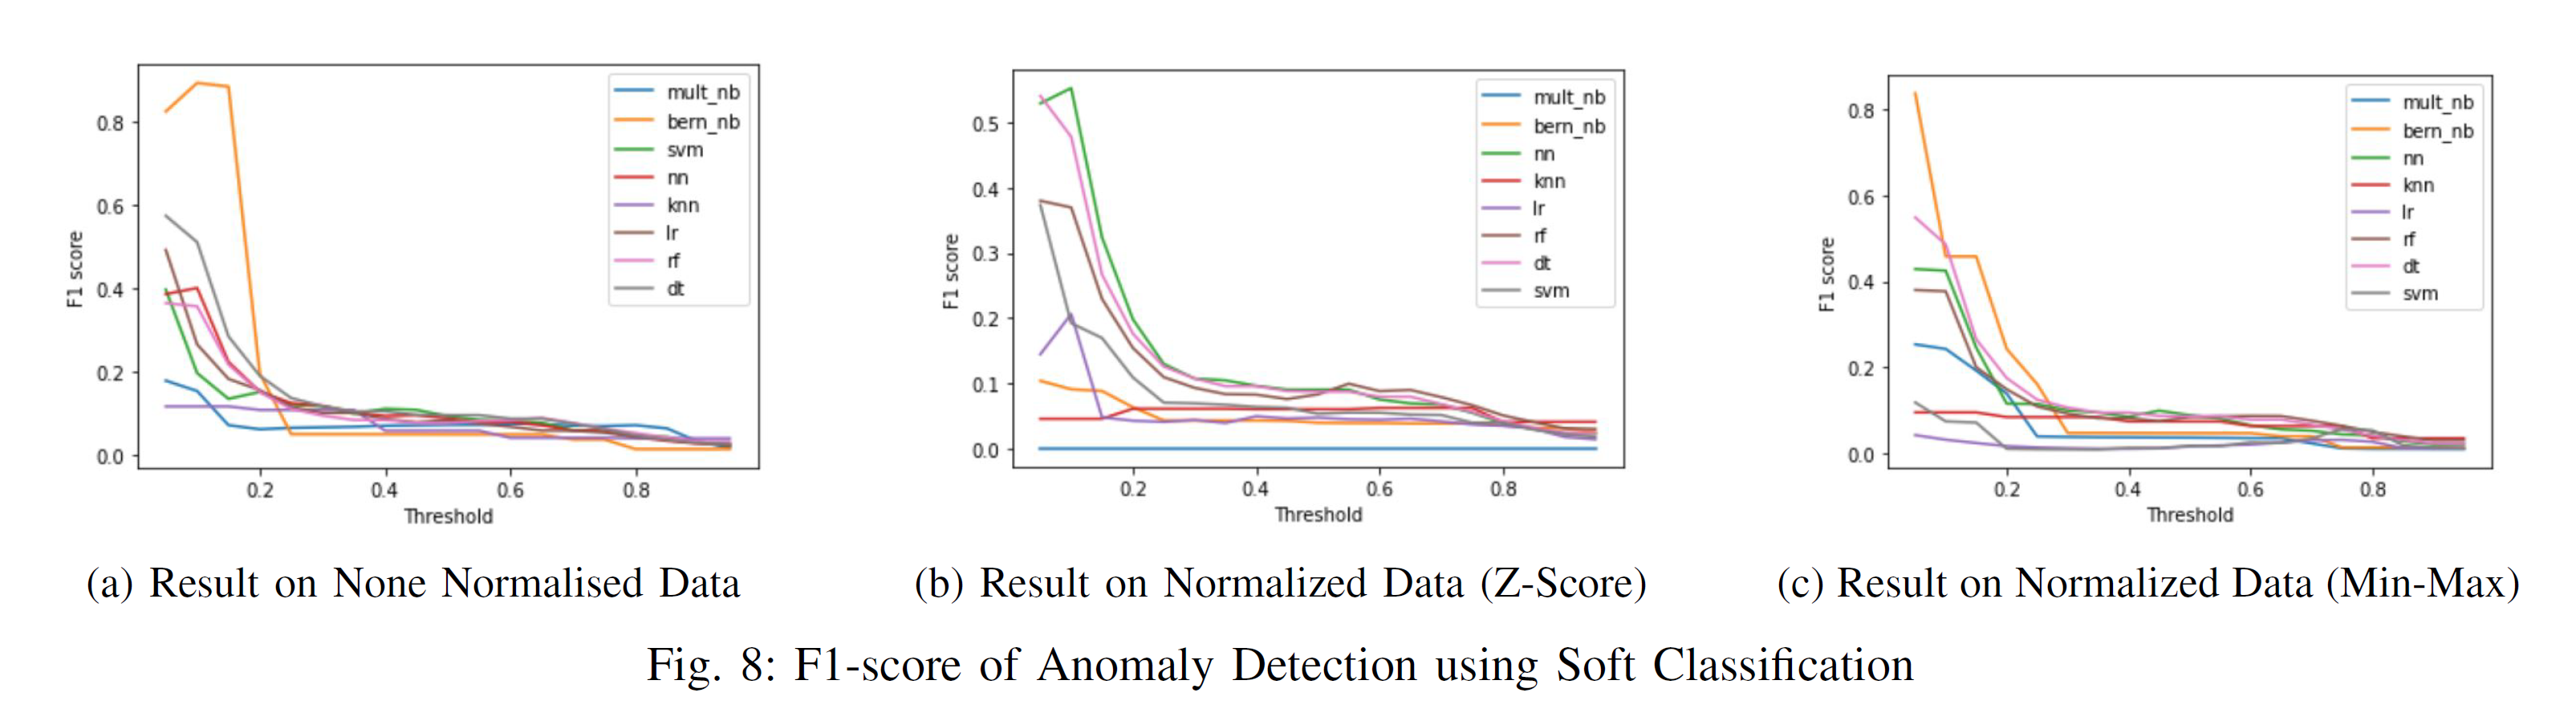 mult_nb
bern_nb
svm
nn
knn
lr
rf
dt
0.8
0.6
0.4
0.2
0.0
F1 score
0.2 0.4 0.6 0.8
Threshold
(a) Result on None Normalised Data
mult_nb
bern_nb
nn
knn
lr
rf
dt
svm
0.5
0.4
0.3
0.2
0.1
0.0
F1 score
0.2 0.4 0.6 0.8
Threshold
(b) Result on Normalized Data (Z-Score)
mult_nb
bern_nb
nn
knn
lr
rf
dt
svm
0.8
0.6
0.4
0.2
0.0
F1 score
0.2 0.4 0.6 0.8
Threshold
(c) Result on Normalized Data (Min-Max)
Fig. 8: F1-score of Anomaly Detection using Soft Classification